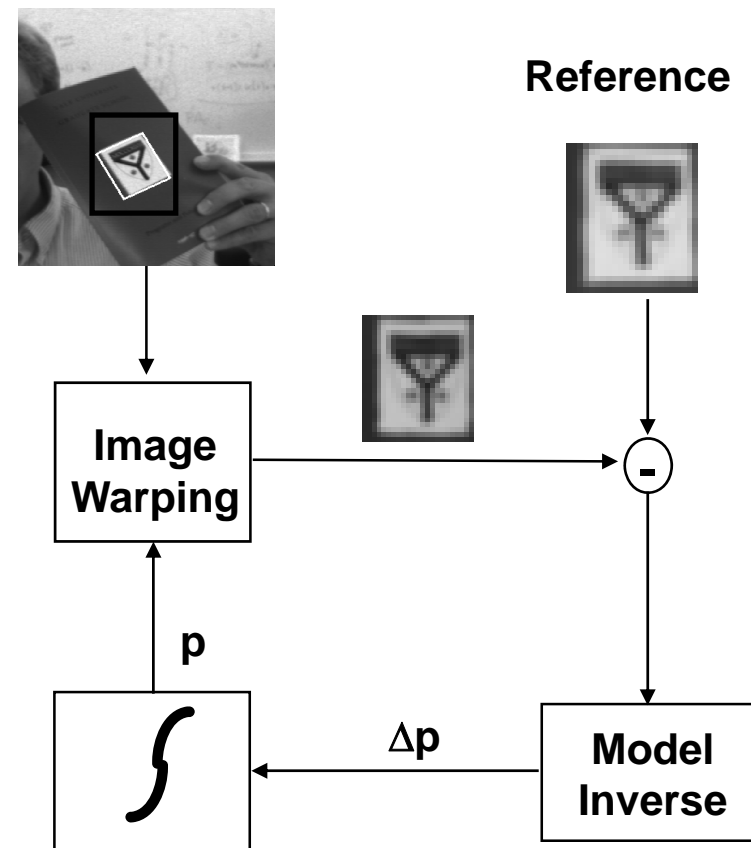 Reference
Image
Warping
-
p
Δp
∫
Model
Inverse